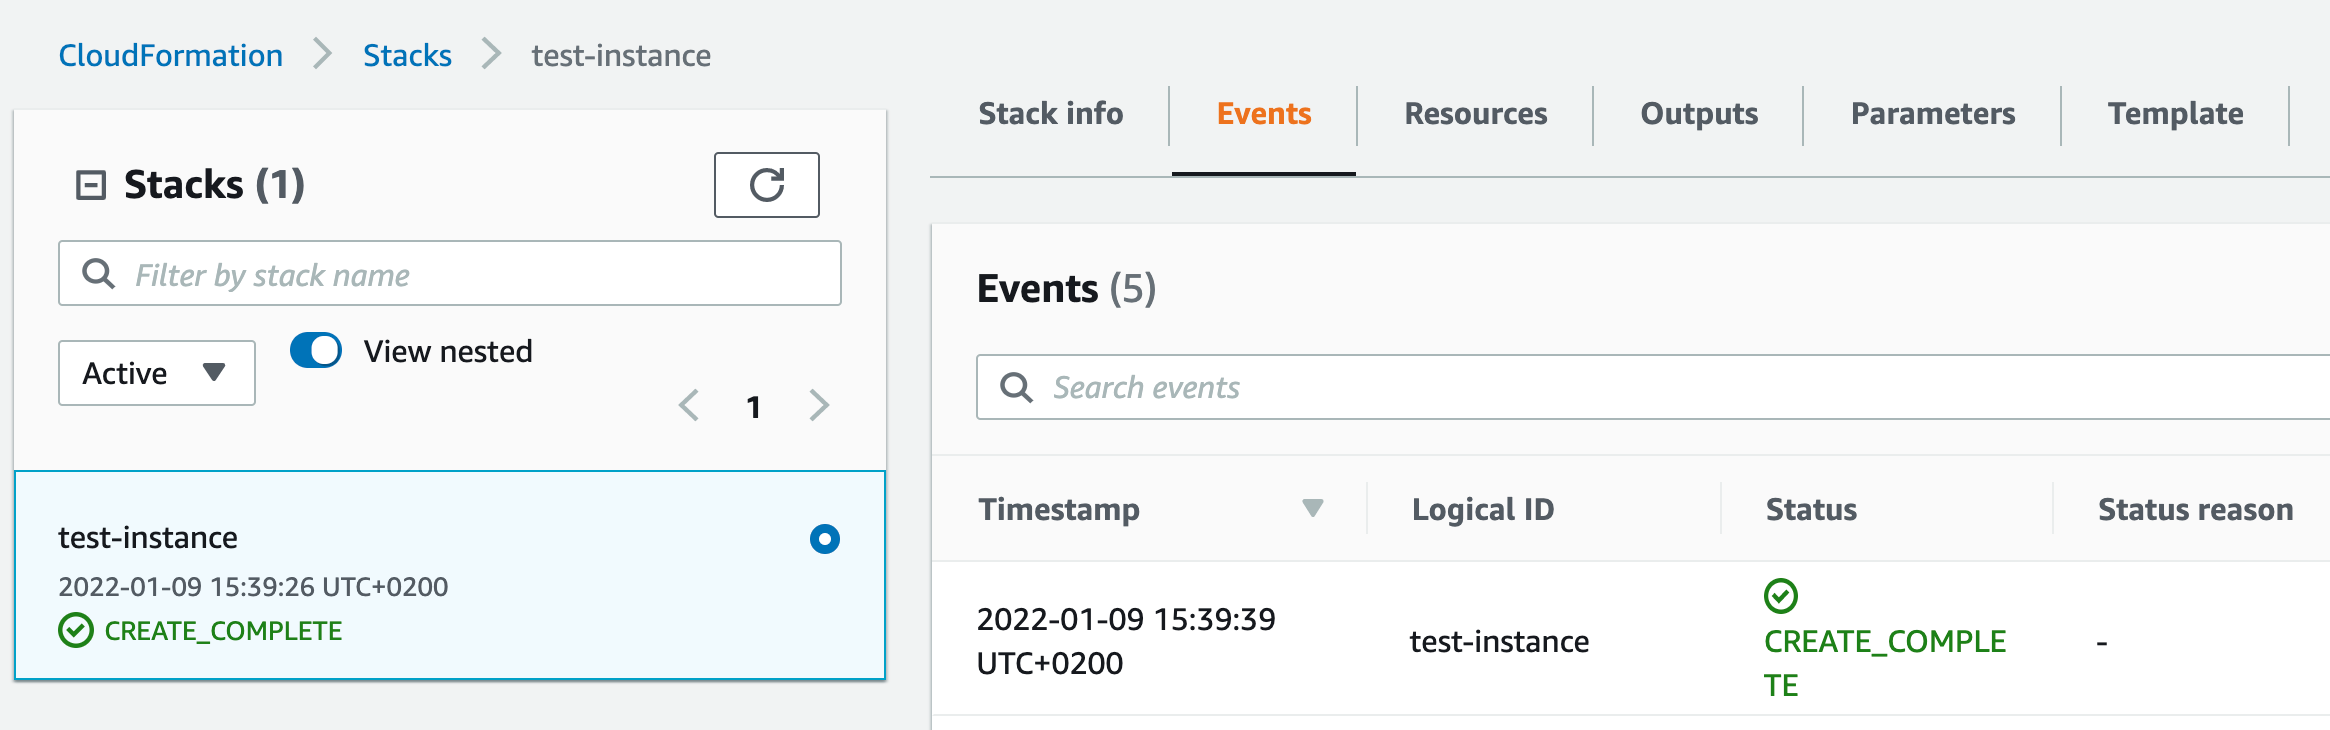 CloudFormation > Stacks > test-instance
Stacks (1)
Filter by stack name
Active
View nested
1
test-instance
2022-01-09 15:39:26 UTC+0200
CREATE_COMPLETE
Stack info
Events
Resources
Outputs
Parameters
Template
Events (5)
Search events
Timestamp
Logical ID
Status
Status reason
2022-01-09 15:39:39
UTC+0200
test-instance
CREATE_COMPLE
TE
-